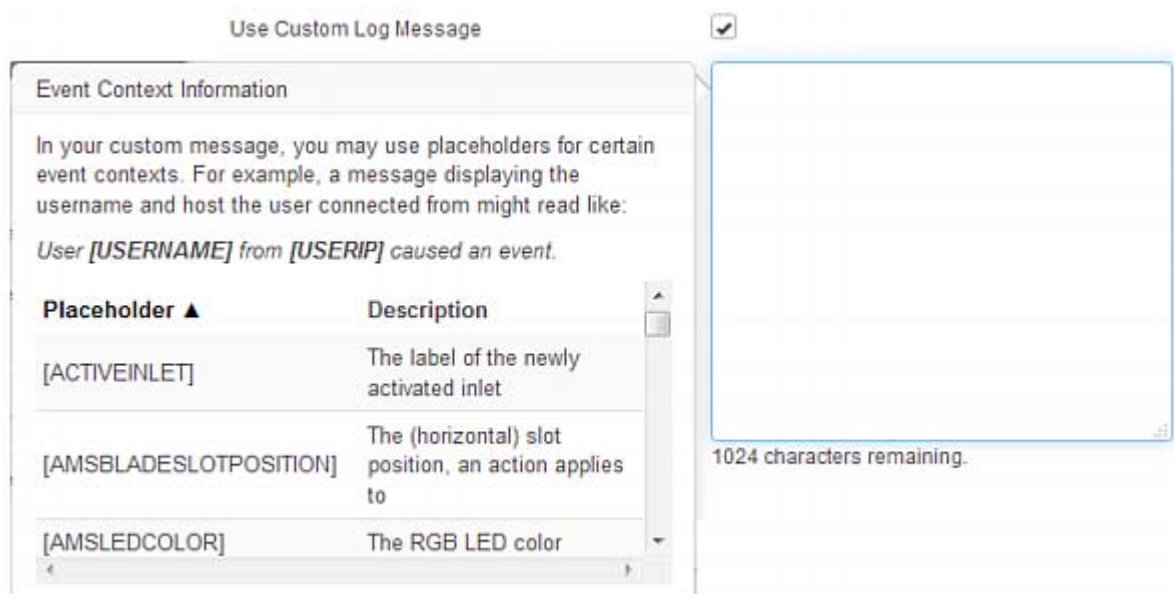 Use Custom Log Message
Event Context Information
In your custom message, you may use placeholders for certain
event contexts. For example, a message displaying the
username and host the user connected from might read like:
User [USERNAME] from [USERIP] caused an event.
Placeholder ▲ Description
[ACTIVEINLET] The label of the newly
activated inlet
[AMSBLADESLOTPOSITION] The (horizontal) slot
position, an action applies
to
[AMSLEDCOLOR] The RGB LED color
1024 characters remaining.